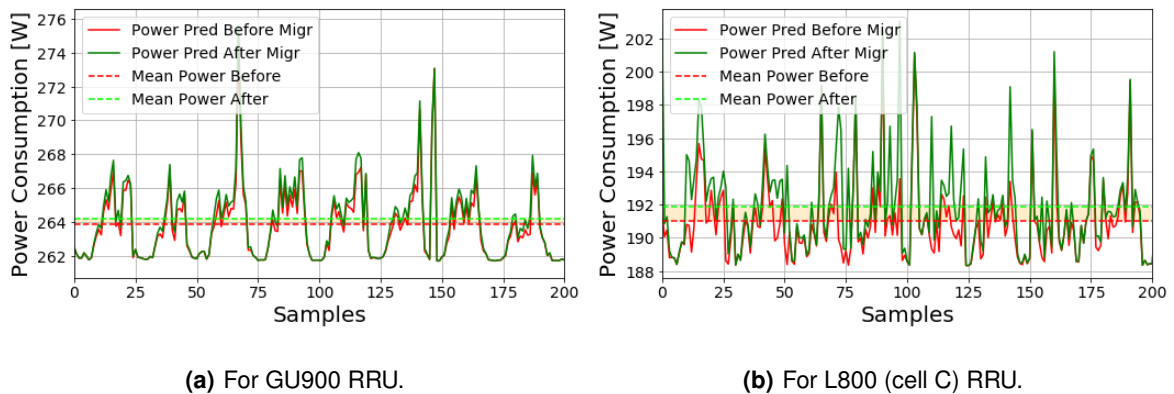 276
274
272
270
268
266
264
262
Power Consumption [W]
Power Pred Before Migr
Power Pred After Migr
Mean Power Before
Mean Power After
0 25 50 75 100 125 150 175 200
Samples
202
200
198
196
194
192
190
188
Power Consumption [W]
Power Pred Before Migr
Power Pred After Migr
Mean Power Before
Mean Power After
0 25 50 75 100 125 150 175 200
Samples
(a) For GU900 RRU.
(b) For L800 (cell C) RRU.